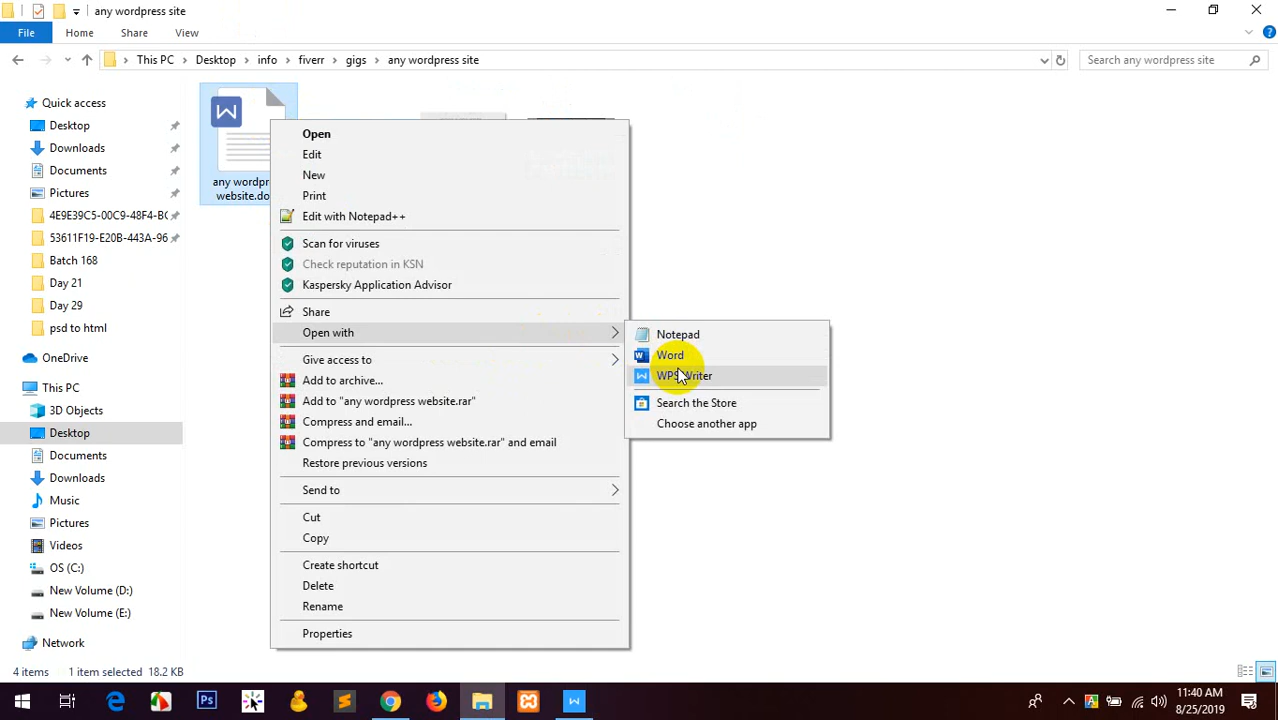 any wordpress site
File
Home
Share
View
This PC
Desktop
info
fiverr
gigs
any wordpress site
Search any wordpress site
Quick access
Desktop
Downloads
Documents
Pictures
4E9E39C5-00C9-48F4-BC
53611F19-E20B-443A-96
Batch 168
Day 21
Day 29
psd to html
OneDrive
This PC
3D Objects
Desktop
Documents
Downloads
Music
Pictures
Videos
OS (C:)
New Volume (D:)
New Volume (E:)
Network
any wordpr
website.do
Open
Edit
New
Print
Edit with Notepad++
Scan for viruses
Check reputation in KSN
Kaspersky Application Advisor
Share
Open with
Give access to
Add to archive...
Add to "any wordpress website.rar"
Compress and email...
Compress to "any wordpress website.rar" and email
Restore previous versions
Send to
Cut
Copy
Create shortcut
Delete
Rename
Properties
Notepad
Word
WPS Writer
Search the Store
Choose another app
4 items
1 item selected 18.2 KB
Ps
11:40 AM
8/25/2019